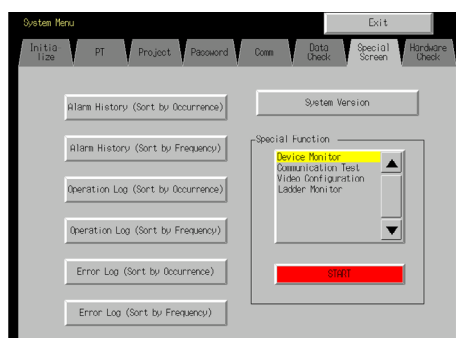 System Menu
Exit
Initia-
lize
PT
Project
Password
Comm
Data
Check
Special
Screen
Hardware
Check
Alarm History (Sort by Occurrence)
System Version
Alarm History (Sort by Frequency)
Special Function
Device Monitor
Communication Test
Video Configuration
Ladder Monitor
Operation Log (Sort by Occurrence)
Operation Log (Sort by Frequency)
Error Log (Sort by Occurrence)
START
Error Log (Sort by Frequency)